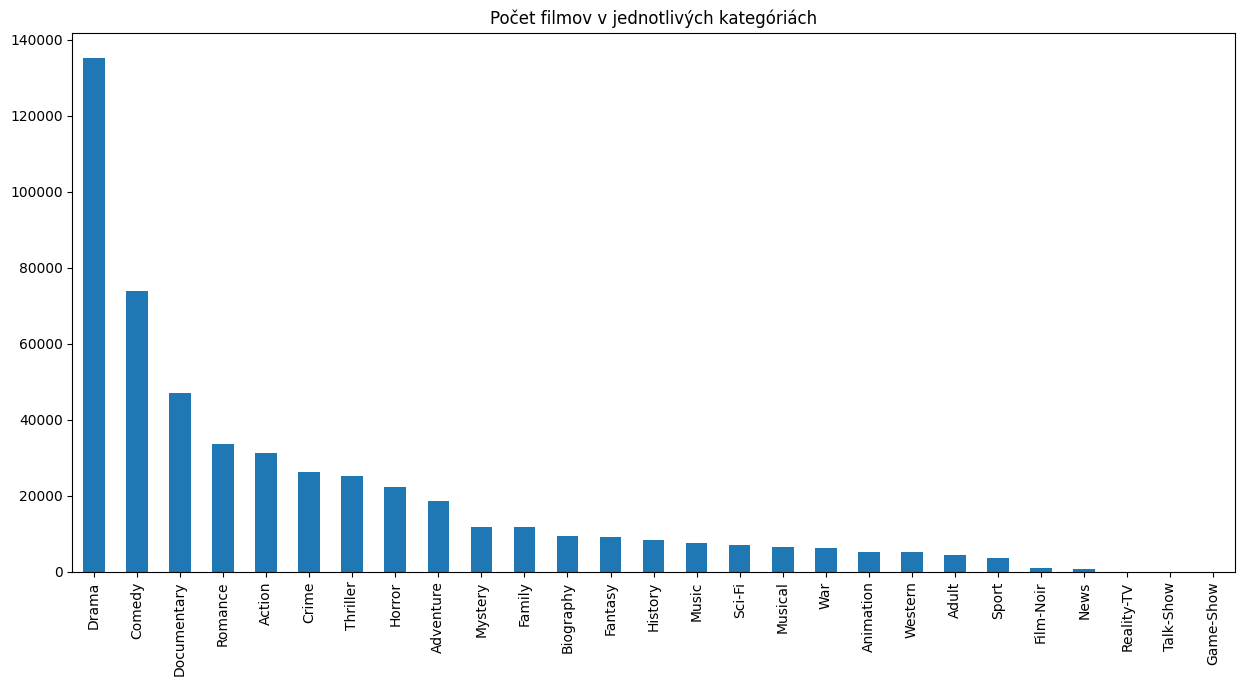 Počet filmov v jednotlivých kategóriách
140000
120000
100000
80000
60000
40000
20000
0
Drama
Comedy
Documentary
Romance
Action
Crime
Thriller
Horror
Adventure
Mystery
Family
Biography
Fantasy
History
Music
Sci-Fi
Musical
War
Animation
Western
Adult
Sport
Film-Noir
News
Reality-TV
Talk-Show
Game-Show